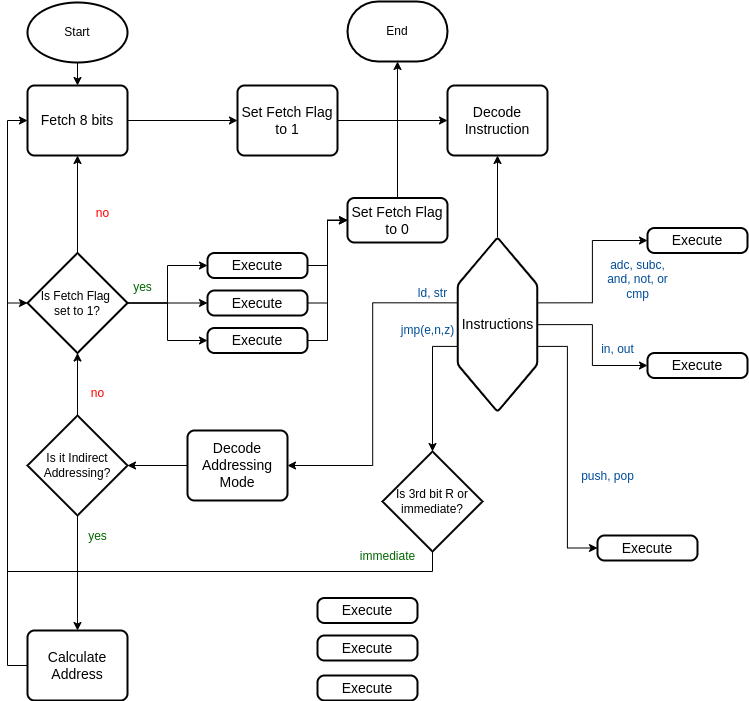 Start
End
Fetch 8 bits
Set Fetch Flag
to 1
Decode
Instruction
no
Set Fetch Flag
to 0
Execute
adc, subc,
and, not, or
cmp
Execute
yes
Is Fetch Flag
set to 1?
Execute
Execute
ld, str
jmp(e,n,z)
Instructions
in, out
Execute
no
Is it Indirect
Addressing?
Decode
Addressing
Mode
Is 3rd bit R or
immediate?
push, pop
yes
immediate
Execute
Execute
Execute
Execute
Calculate
Address